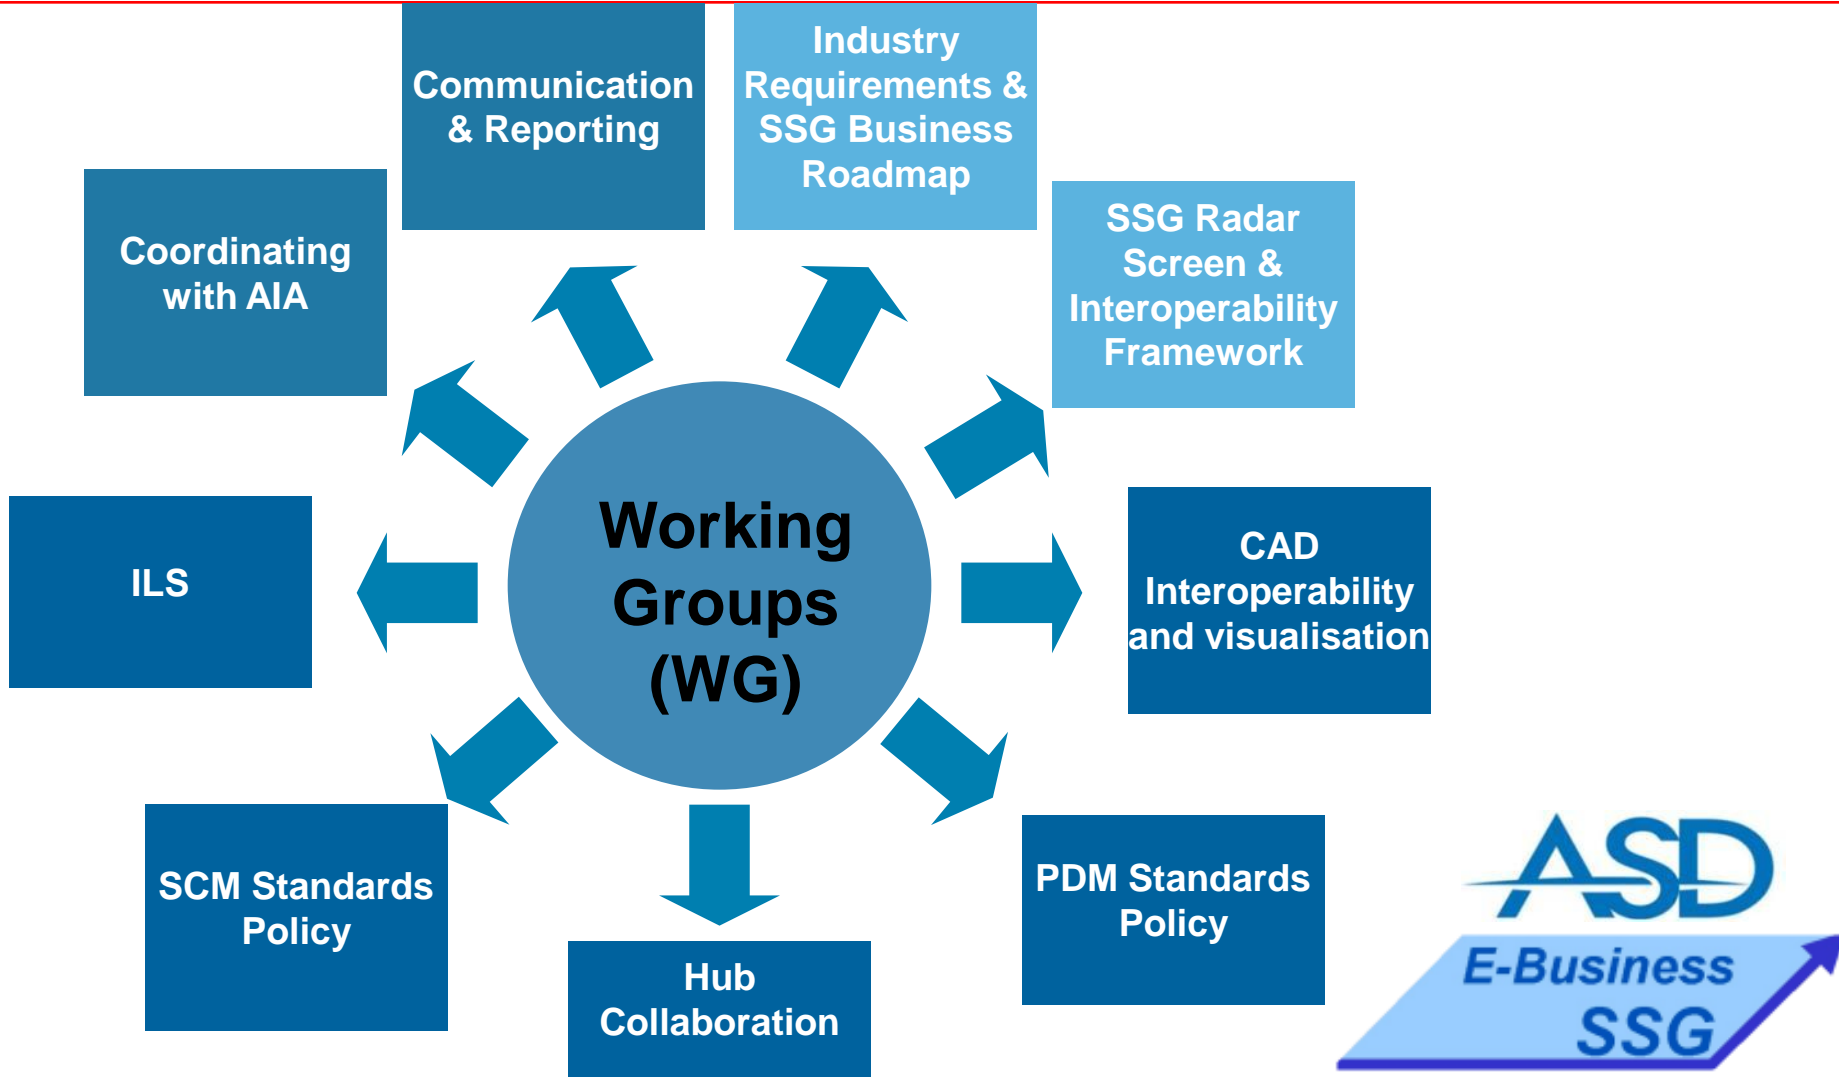 Communication
& Reporting
Industry
Requirements &
SSG Business
Roadmap
Coordinating
with AIA
SSG Radar
Screen &
Interoperability
Framework
ILS
Working
Groups
(WG)
CAD
Interoperability
and visualisation
SCM Standards
Policy
Hub
Collaboration
PDM Standards
Policy
ASD
E-Business
SSG